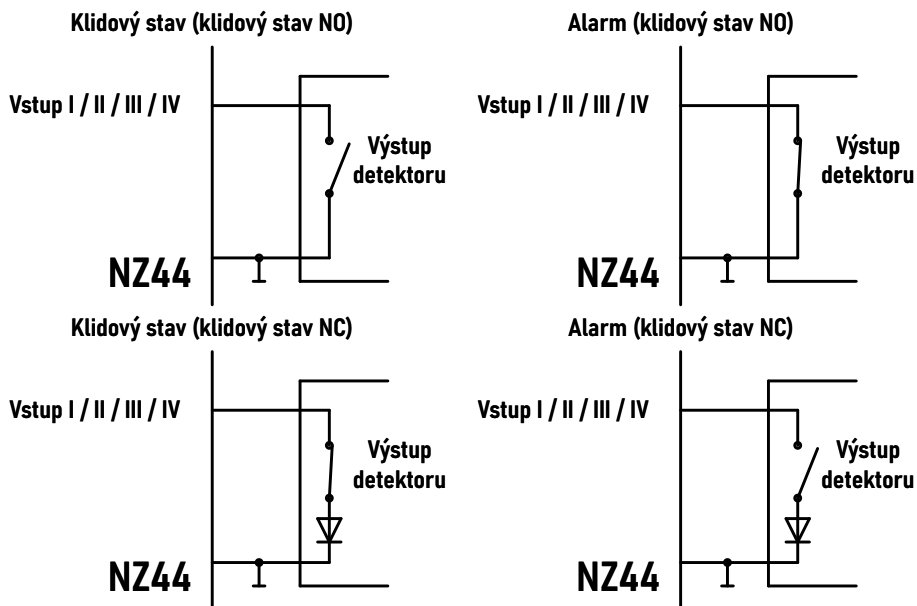 Klidový stav (klidový stav NO)
Vstup I / II / III / IV
Výstup
detektoru
NZ44
Alarm (klidový stav NO)
Vstup I / II / III / IV
Výstup
detektoru
NZ44
Klidový stav (klidový stav NC)
Vstup I / II / III / IV
Výstup
detektoru
NZ44
Alarm (klidový stav NC)
Vstup I / II / III / IV
Výstup
detektoru
NZ44